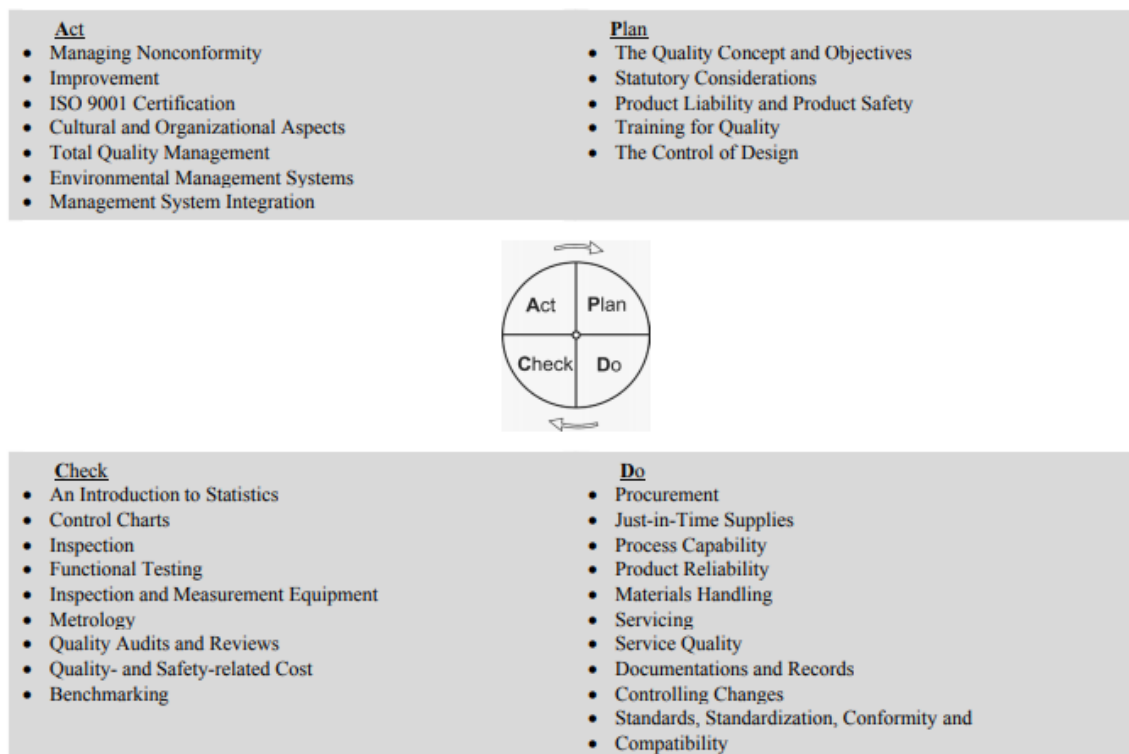 Act
• Managing Nonconformity
• Improvement
• ISO 9001 Certification
• Cultural and Organizational Aspects
• Total Quality Management
• Environmental Management Systems
• Management System Integration
Plan
• The Quality Concept and Objectives
• Statutory Considerations
• Product Liability and Product Safety
• Training for Quality
• The Control of Design
Act
Plan
Check
Do
Check
• An Introduction to Statistics
• Control Charts
• Inspection
• Functional Testing
• Inspection and Measurement Equipment
• Metrology
• Quality Audits and Reviews
• Quality- and Safety-related Cost
• Benchmarking
Do
• Procurement
• Just-in-Time Supplies
• Process Capability
• Product Reliability
• Materials Handling
• Servicing
• Service Quality
• Documentations and Records
• Controlling Changes
• Standards, Standardization, Conformity and
• Compatibility